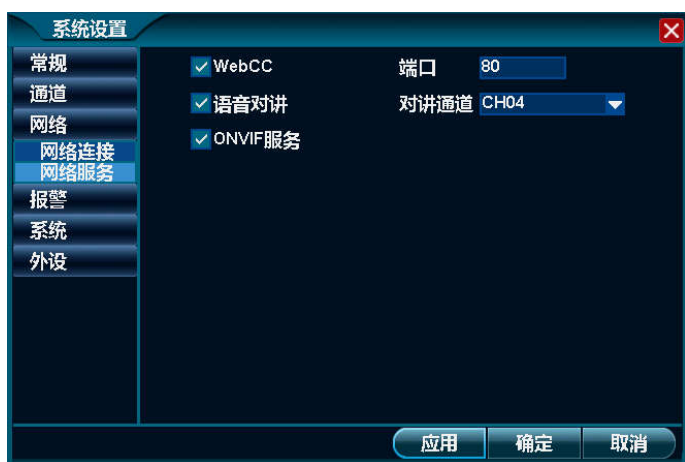 系统设置
常规
通道
网络
网络连接
网络服务
报警
系统
外设
WebCC 端口 80
语音对讲 对讲通道 CH04
ONVIF服务
应用 确定 取消